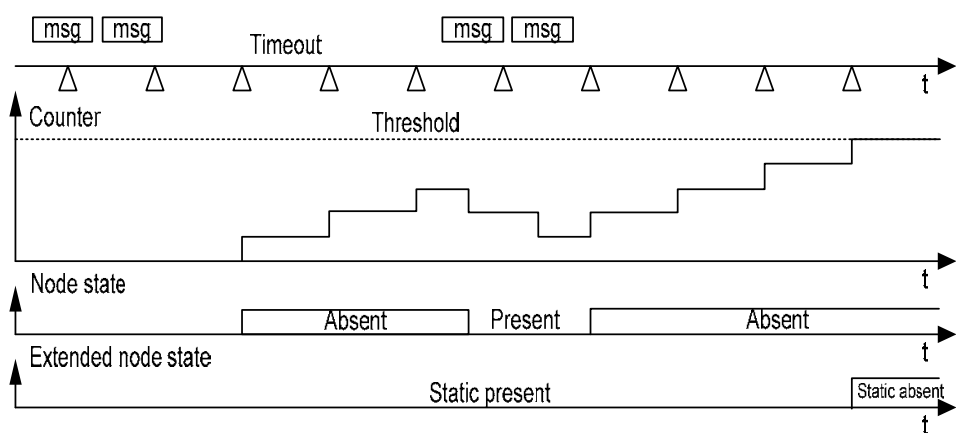 msg msg msg msg
Timeout
t
Counter
Threshold
t
Node state
Absent Present Absent
t
Extended node state
Static present Static absent
t